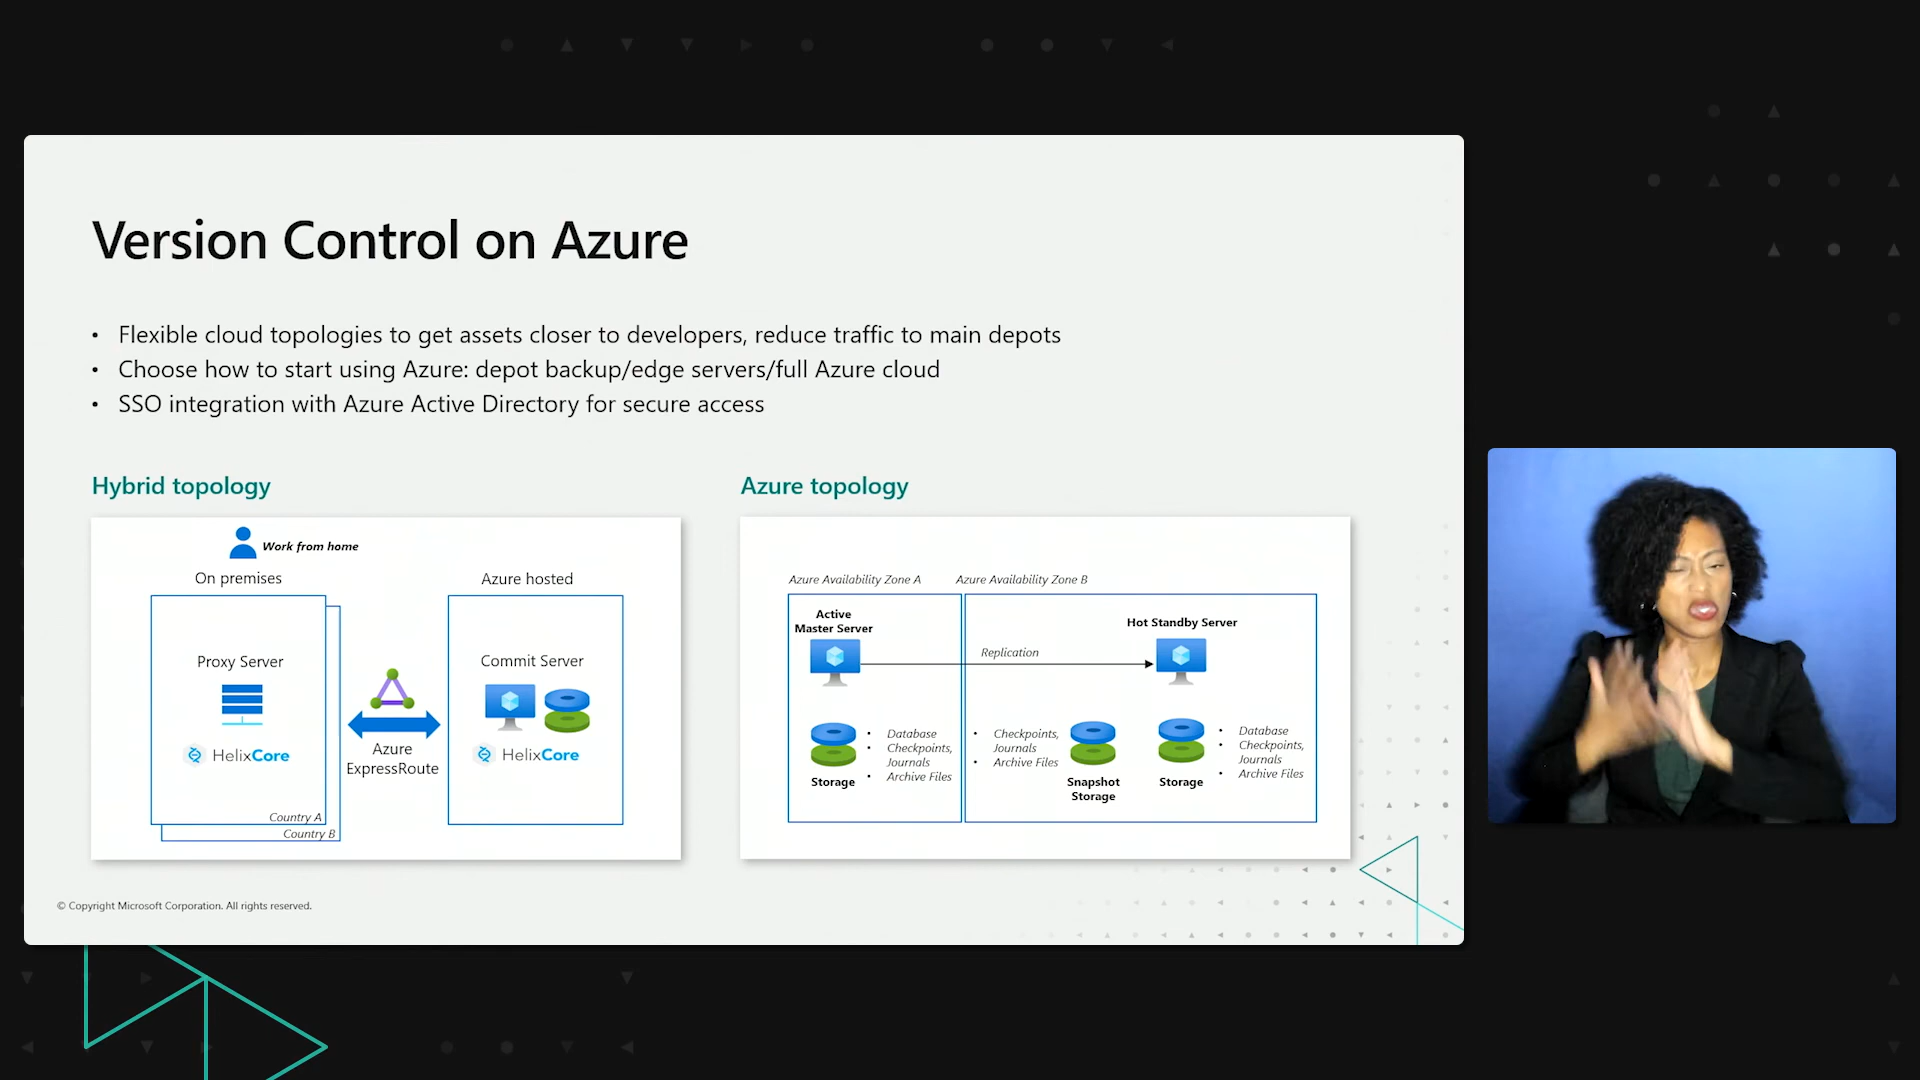 Version Control on Azure
• Flexible cloud topologies to get assets closer to developers, reduce traffic to main depots
• Choose how to start using Azure: depot backup/edge servers/full Azure cloud
• SSO integration with Azure Active Directory for secure access
Hybrid topology
Work from home
On premises
Azure hosted
Proxy Server
HelixCore
Country A
Country B
Azure
ExpressRoute
Commit Server
HelixCore
Azure topology
Azure Availability Zone A
Azure Availability Zone B
Active
Master Server
Replication
Hot Standby Server
Storage
• Database
• Checkpoints,
Journals
• Archive Files
• Checkpoints,
Journals
• Archive Files
Snapshot
Storage
Storage
• Database
• Checkpoints,
Journals
• Archive Files
© Copyright Microsoft Corporation. All rights reserved.